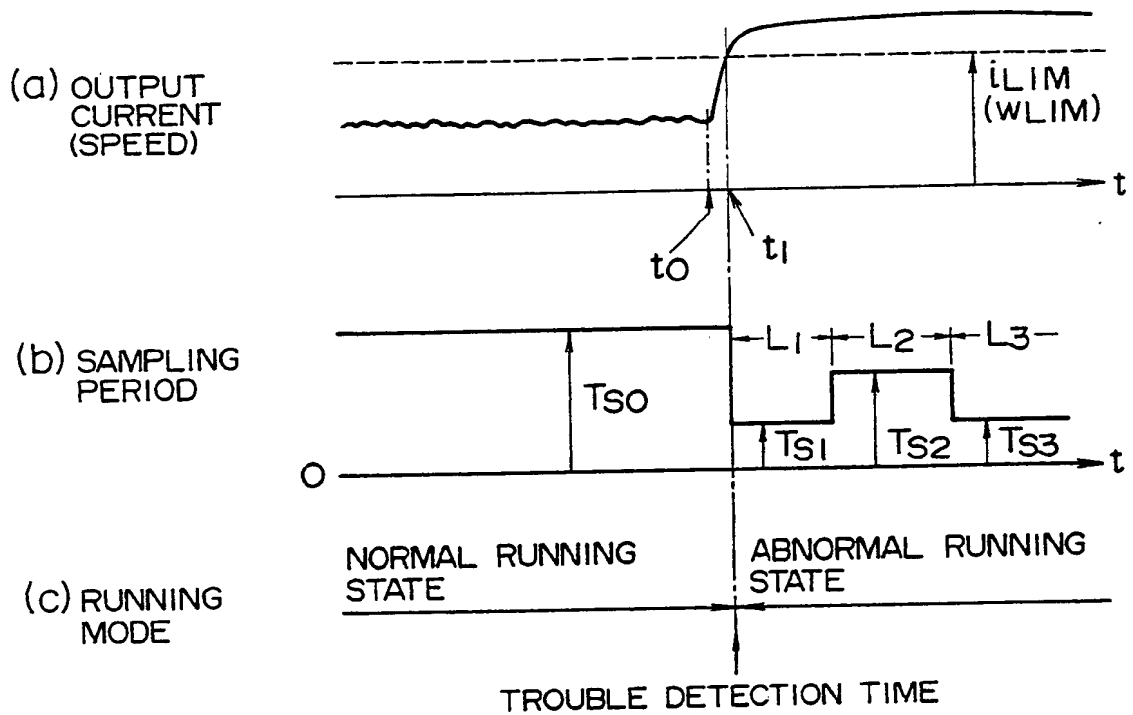 (a) OUTPUT
CURRENT
(SPEED)
iLIM
(WLIM)
t
t0
t1
(b) SAMPLING
PERIOD
L1
L2
L3
TS0
TS1
TS2
TS3
0
t
(c) RUNNING
MODE
NORMAL RUNNING
STATE
ABNORMAL RUNNING
STATE
TROUBLE DETECTION TIME